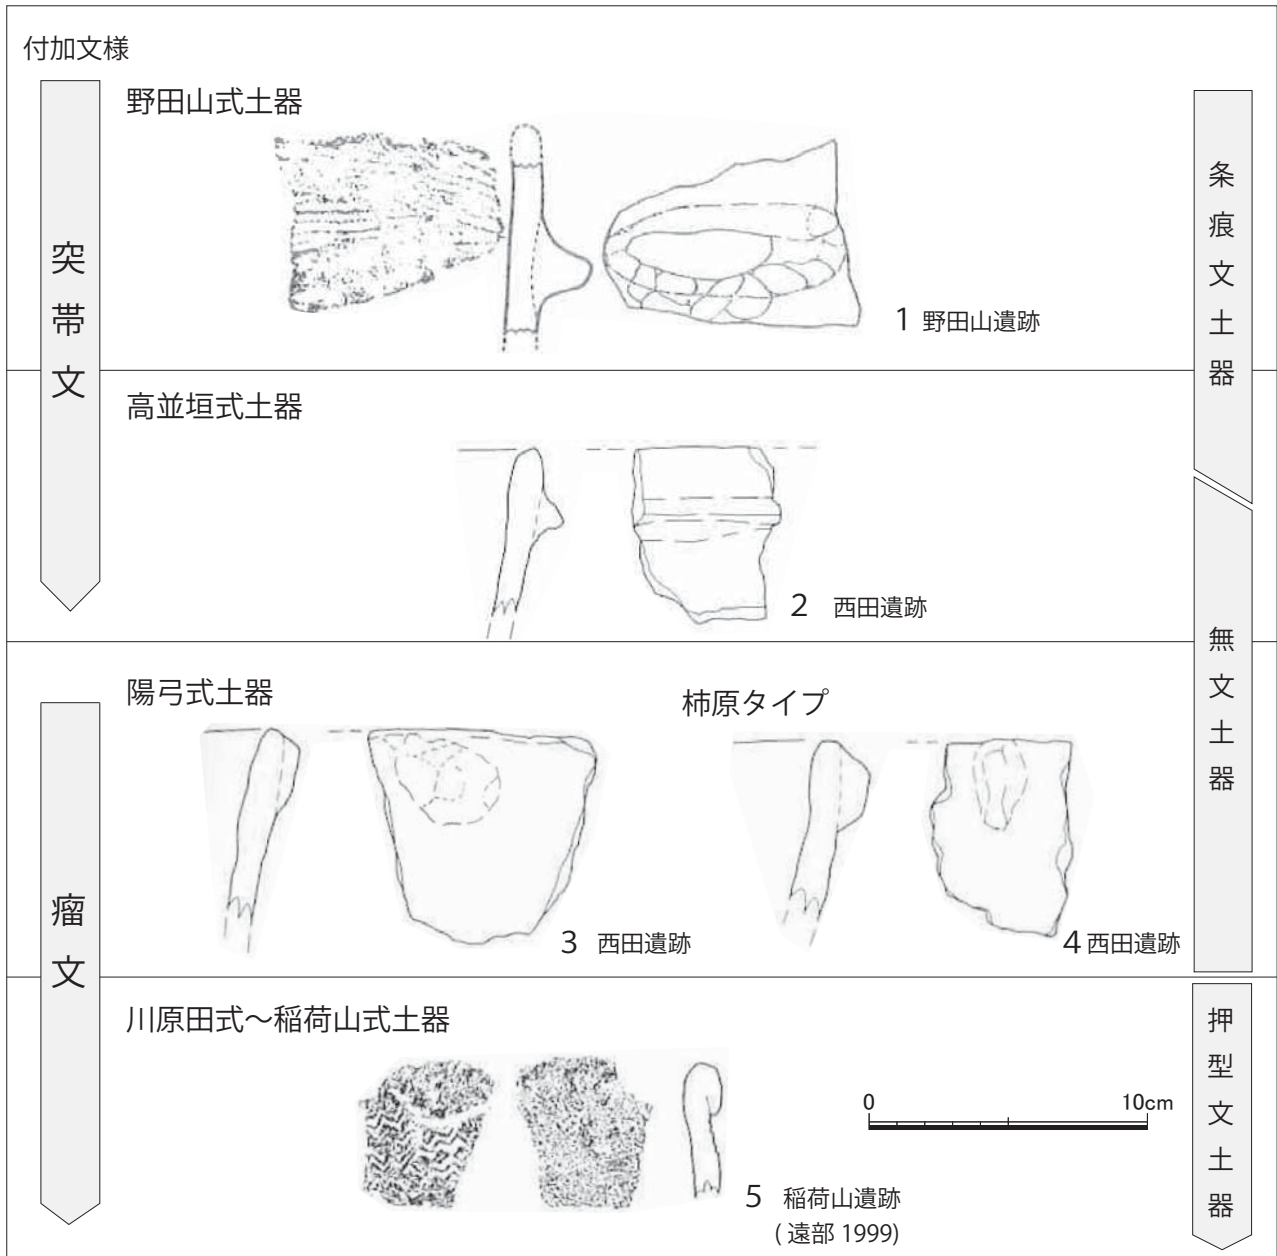 付加文様
突帯文
野田山式土器
条痕文土器
1 野田山遺跡
高並垣式土器
2 西田遺跡
無文土器
陽弓式土器
柿原タイプ
瘤文
3 西田遺跡
4 西田遺跡
川原田式～稲荷山式土器
押型文土器
0 10cm
5 稲荷山遺跡
( 遠部 1999)